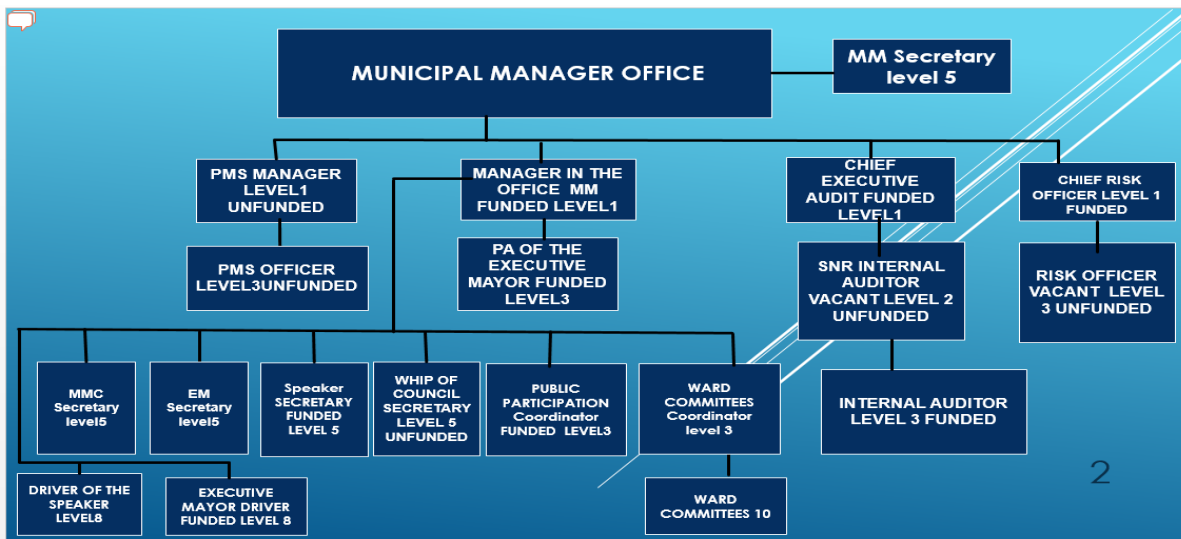 MUNICIPAL MANAGER OFFICE
MM Secretary
level 5
PMS MANAGER
LEVEL1
UNFUNDED
MANAGER IN THE
OFFICE MM
FUNDED LEVEL1
CHIEF
EXECUTIVE
AUDIT FUNDED
LEVEL1
CHIEF RISK
OFFICER LEVEL 1
FUNDED
PMS OFFICER
LEVEL3UNFUNDED
PA OF THE
EXECUTIVE
MAYOR FUNDED
LEVEL3
SNR INTERNAL
AUDITOR
VACANT LEVEL 2
UNFUNDED
RISK OFFICER
VACANT LEVEL
3 UNFUNDED
MMC
Secretary
level5
EM
Secretary
level5
Speaker
SECRETARY
FUNDED
LEVEL 5
WHIP OF
COUNCIL
SECRETARY
LEVEL 5
UNFUNDED
PUBLIC
PARTICIPATION
Coordinator
FUNDED LEVEL3
WARD
COMMITTEES
Coordinator
level 3
INTERNAL AUDITOR
LEVEL 3 FUNDED
DRIVER OF THE
SPEAKER
LEVEL8
EXECUTIVE
MAYOR DRIVER
FUNDED LEVEL 8
WARD
COMMITTEES 10
2